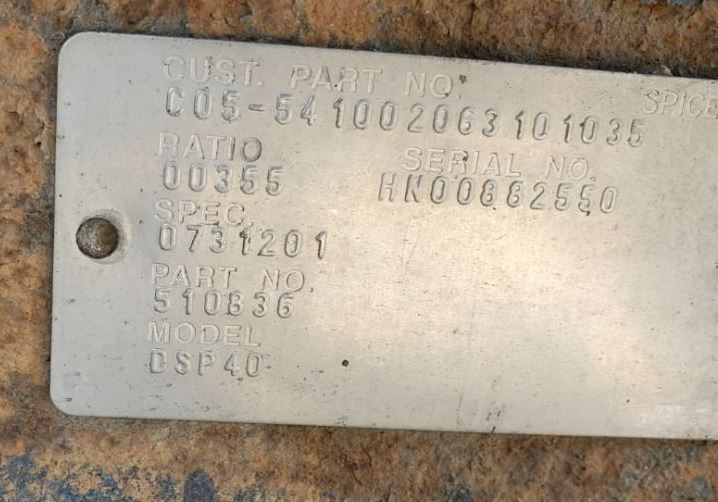 CUST. PART NO.
SPICE
C05-541002063101035
RATIO
SERIAL NO.
00355
HN00882550
SPEC.
0731201
PART NO.
510836
MODEL
DSP40